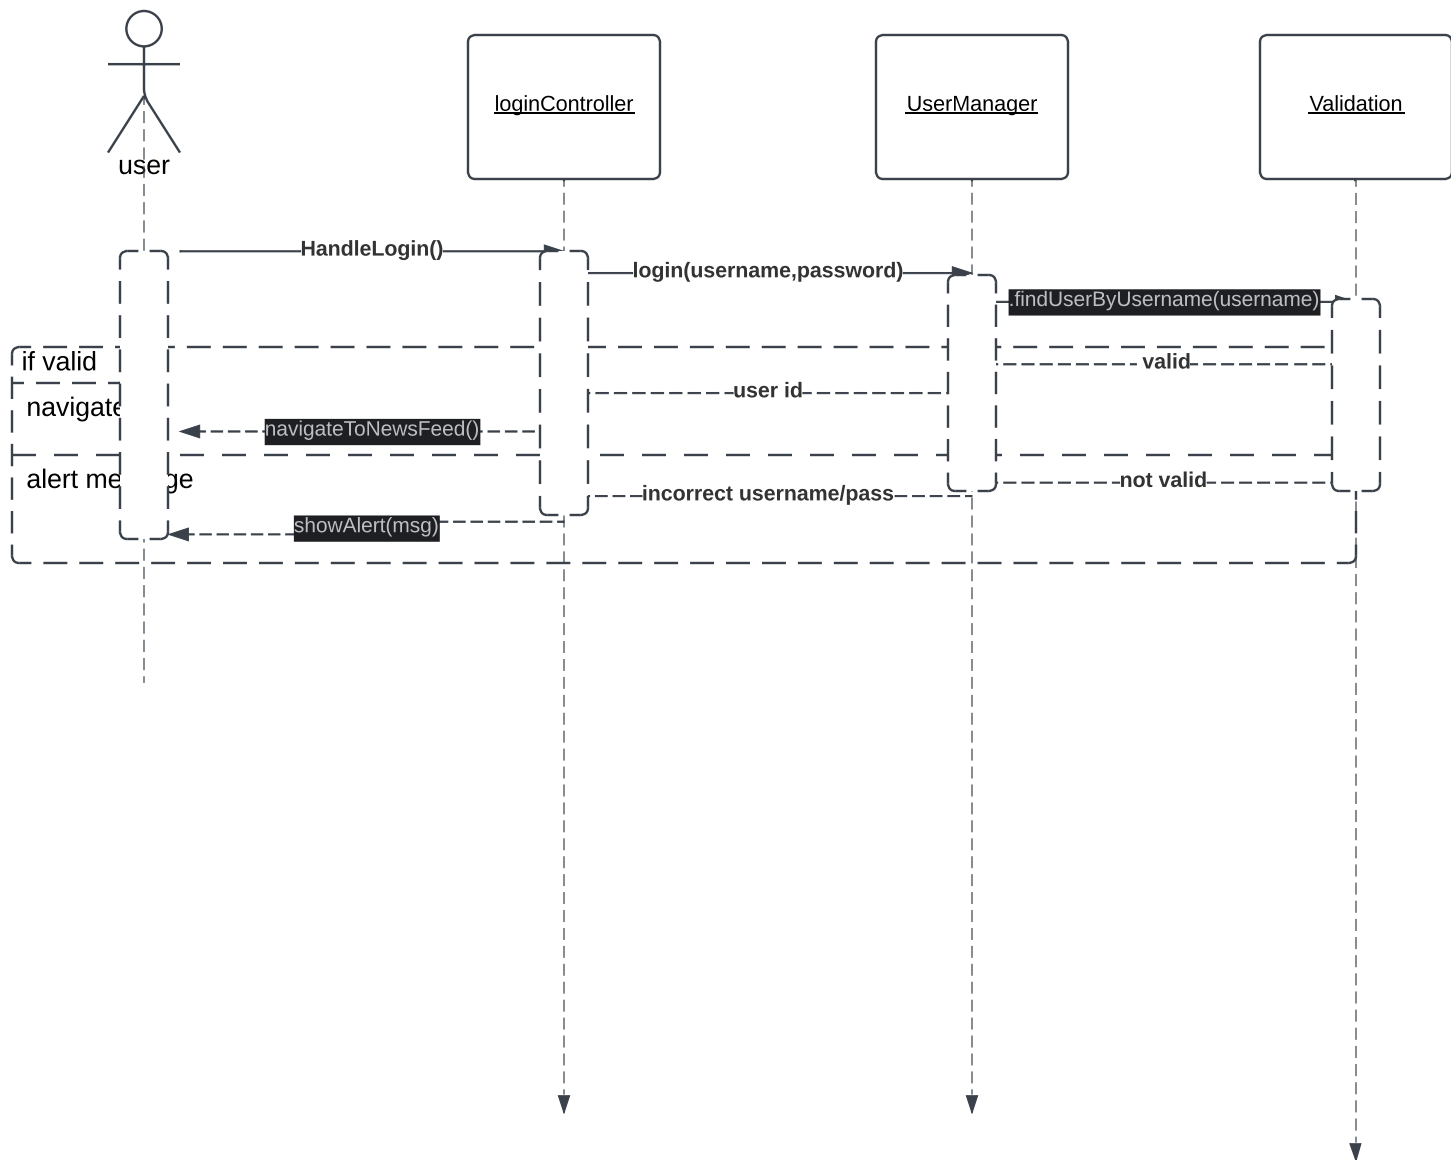 user
loginController
UserManager
Validation
HandleLogin()
login(username,password)
.findUserByUsername(username)
if valid
valid
user id
navigate
navigateToNewsFeed()
alert me ge
not valid
incorrect username/pass
showAlert(msg)